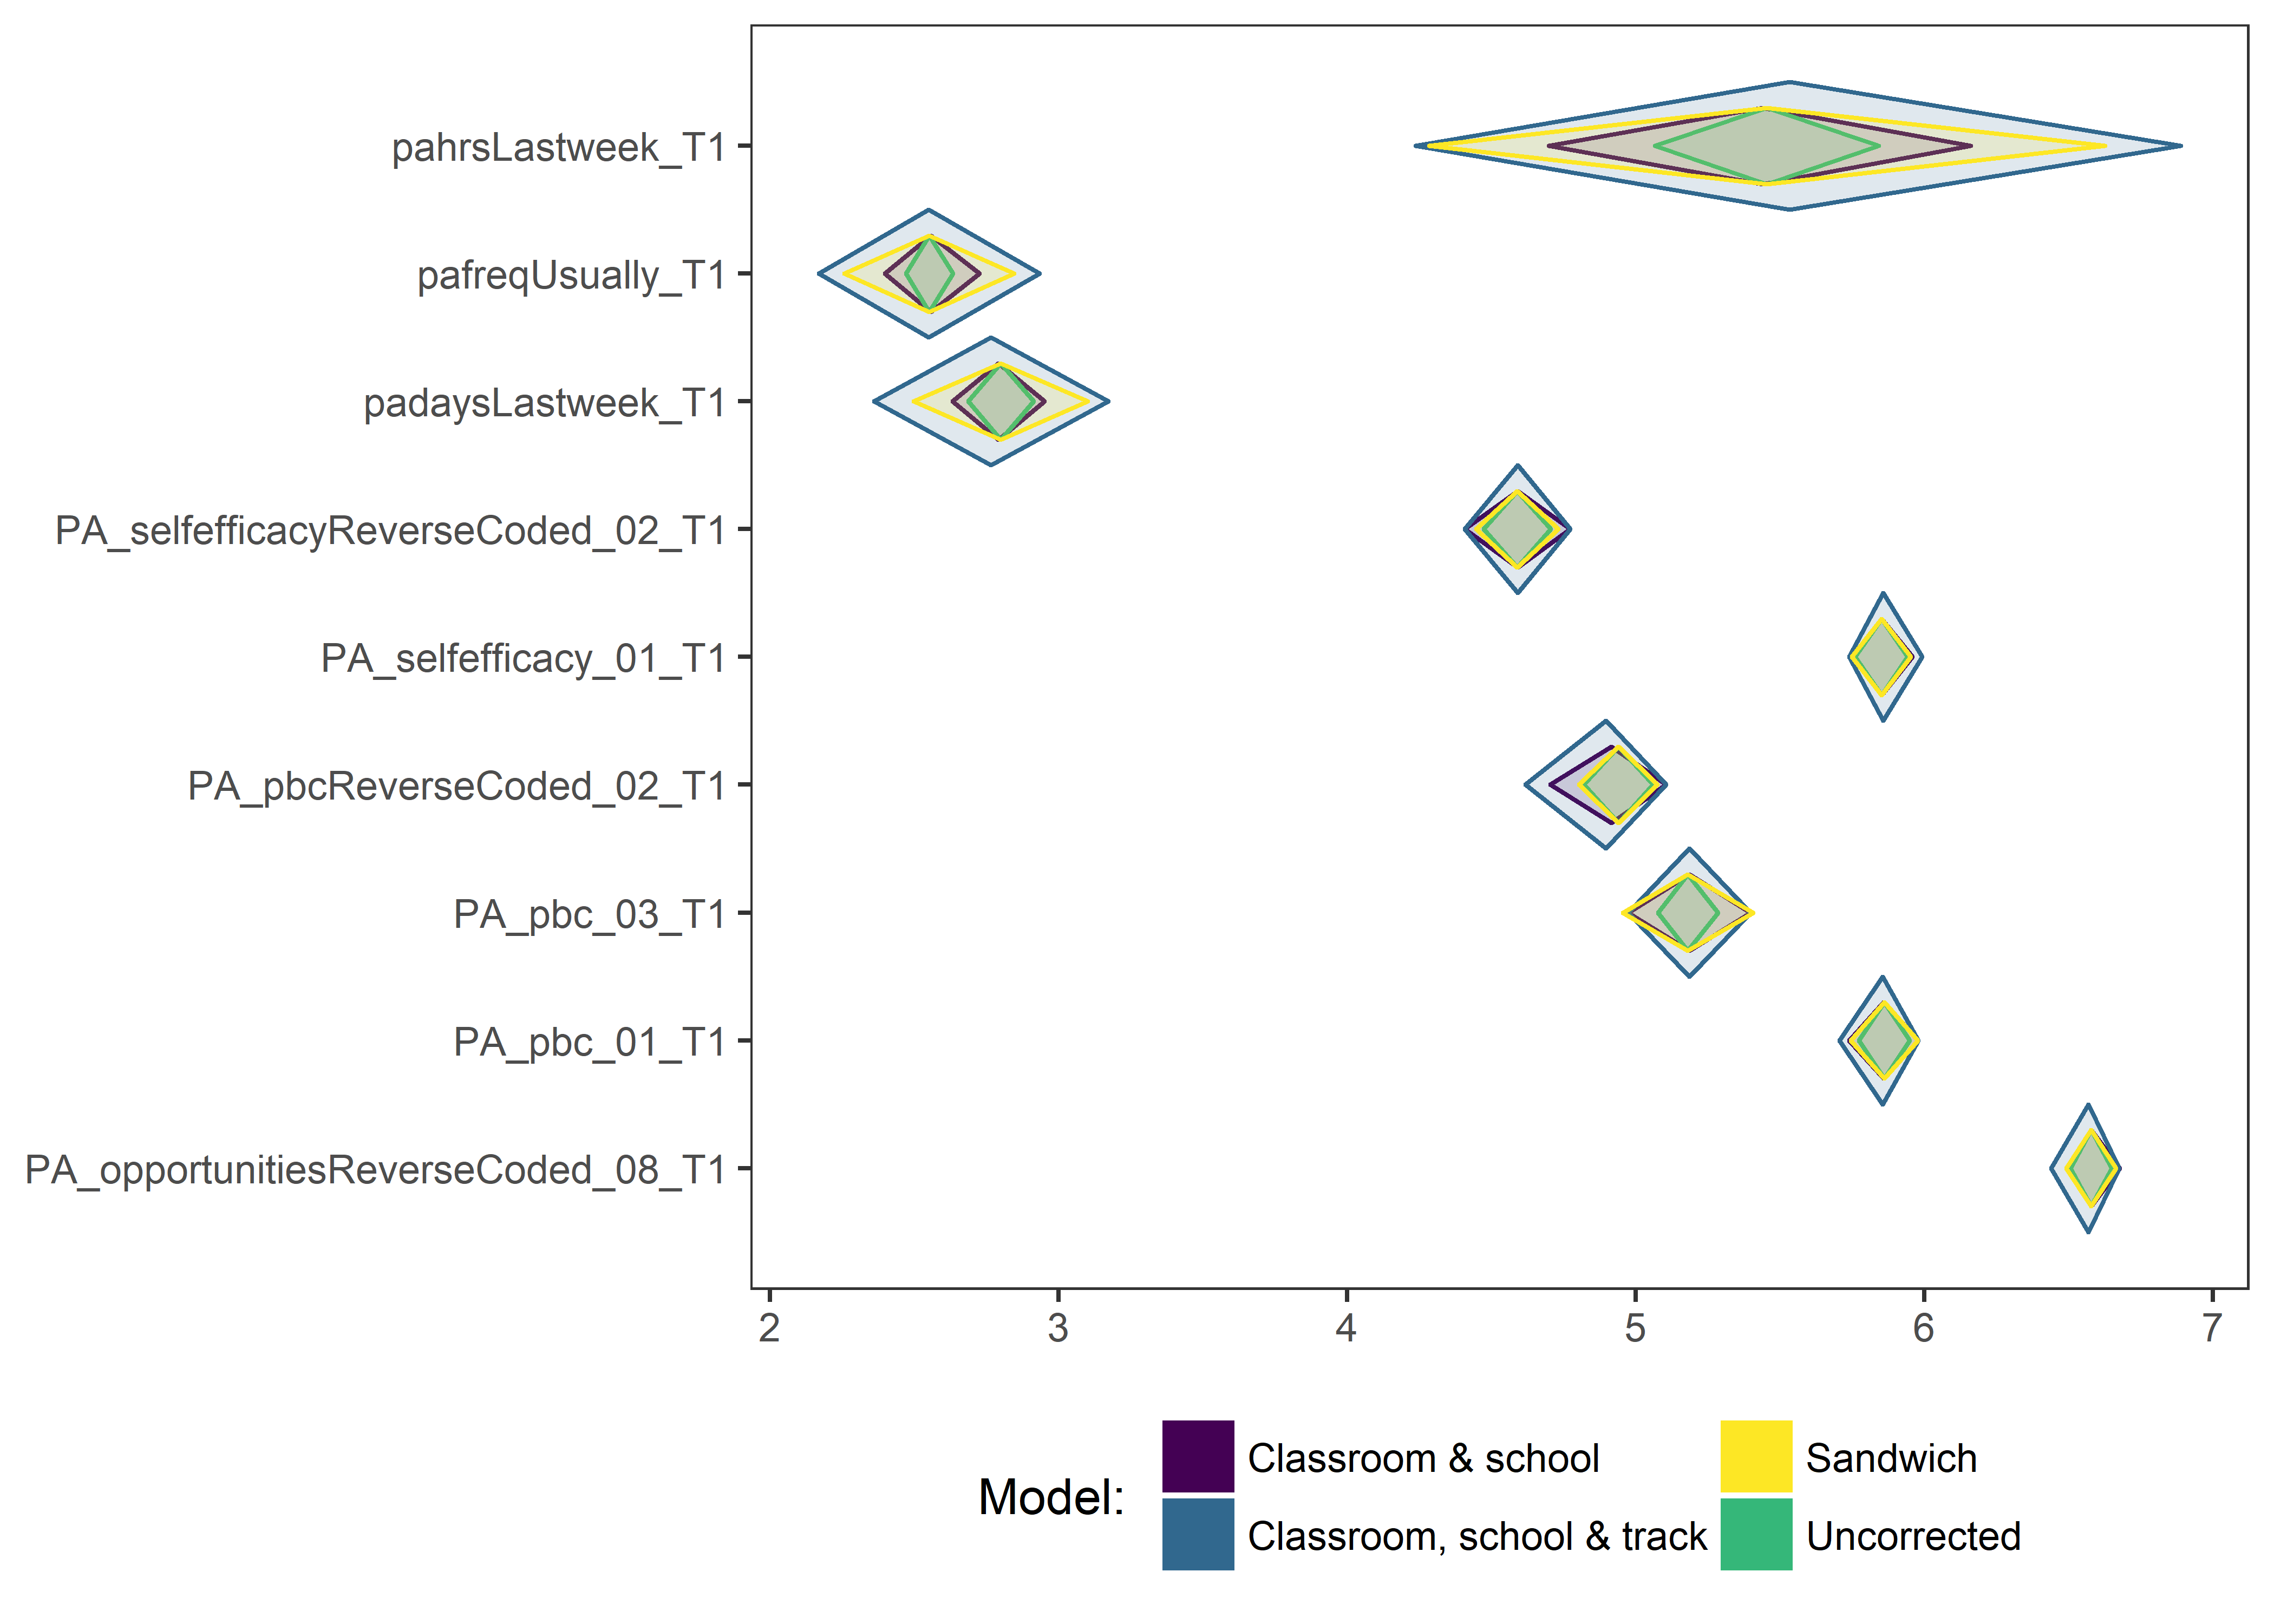 pahrsLastweek_T1
pafreqUsually_T1
padaysLastweek_T1
PA_selfefficacyReverseCoded_02_T1
PA_selfefficacy_01_T1
PA_pbcReverseCoded_02_T1
PA_pbc_03_T1
PA_pbc_01_T1
PA_opportunitiesReverseCoded_08_T1
2 3 4 5 6 7
Model:
Classroom & school
Classroom, school & track
Sandwich
Uncorrected